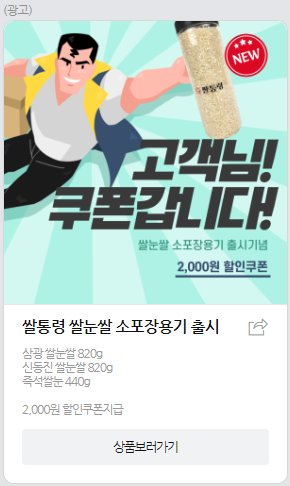 (광고)
NEW
쌀통령
고객님!
쿠폰갑니다!
쌀눈쌀 소포장용기 출시기념
2,000원 할인쿠폰
쌀통령 쌀눈쌀 소포장용기 출시
삼광 쌀눈쌀 820g
신동진 쌀눈쌀 820g
즉석쌀눈 440g
2,000원 할인쿠폰지급
상품보러가기